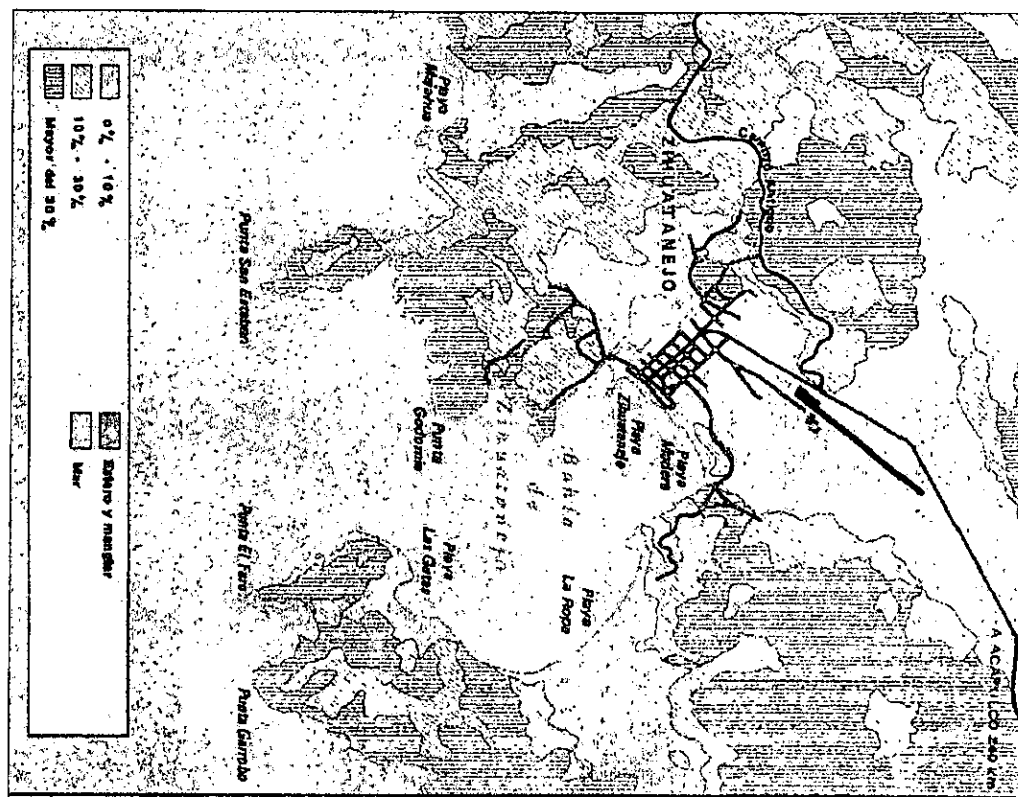 A ACAPULCO 240 km
ZIHUATANEJO
Playa
Madera
Playa
Zihuatanejo
Playa
La Ropa
Bahía
de
Zihuatanejo
Playa
Las Gatas
Punta
Godornia
Playa
Majahua
Punta San Esteban
Punta El Faro
Punta Garrobo
0% - 10%
10% - 30%
Mayor del 30%
Estero y manglar
Mar